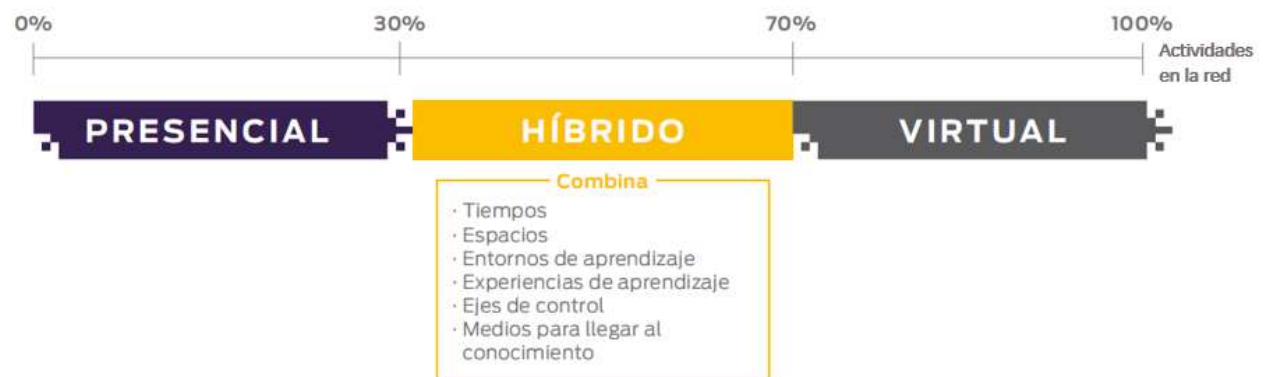 0% 30% 70% 100%
Actividades
en la red
PRESENCIAL HÍBRIDO VIRTUAL
Combina
· Tiempos
· Espacios
· Entornos de aprendizaje
· Experiencias de aprendizaje
· Ejes de control
· Medios para llegar al
conocimiento